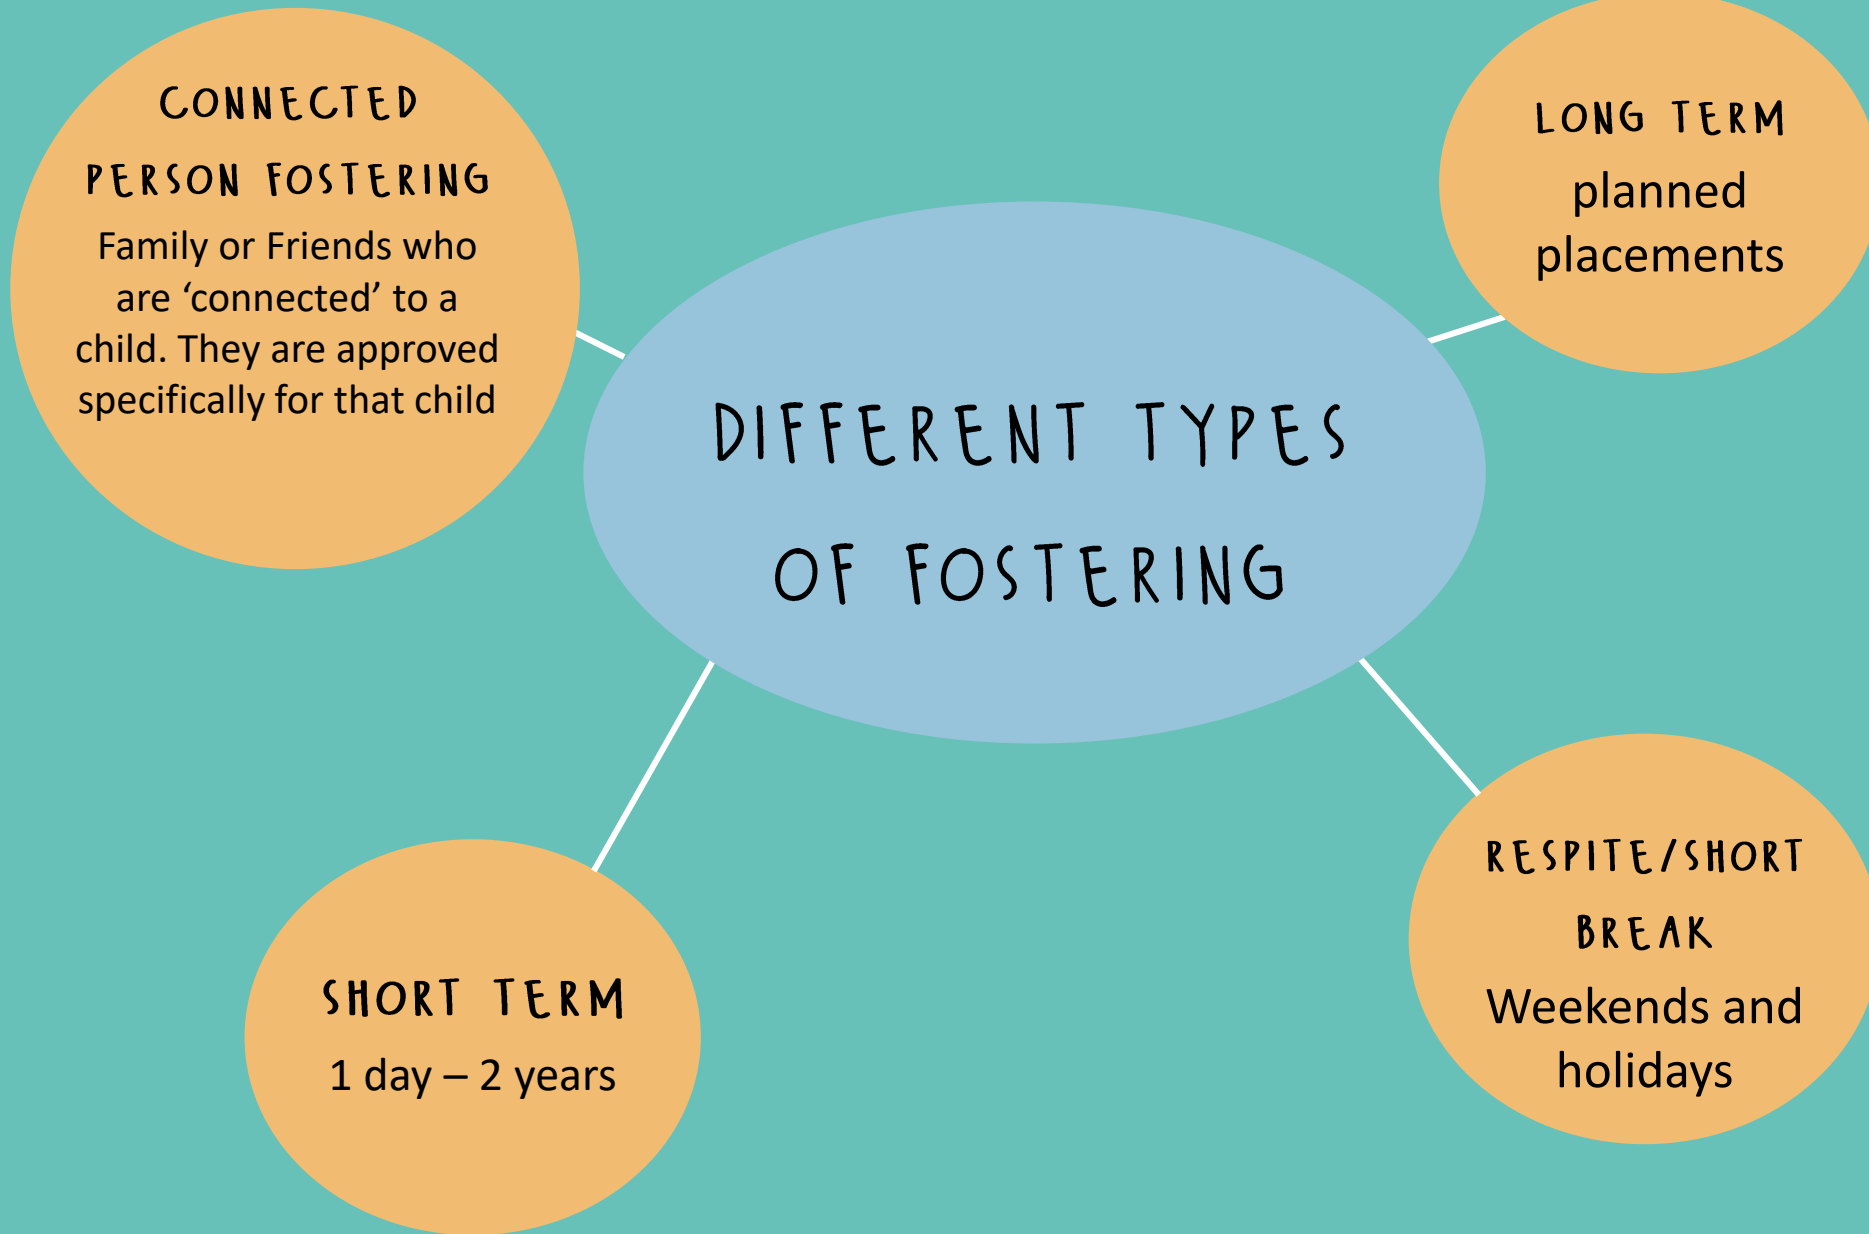 CONNECTED
PERSON FOSTERING
Family or Friends who
are ‘connected’ to a
child. They are approved
specifically for that child
LONG TERM
planned
placements
DIFFERENT TYPES
OF FOSTERING
SHORT TERM
1 day – 2 years
RESPITE/SHORT
BREAK
Weekends and
holidays